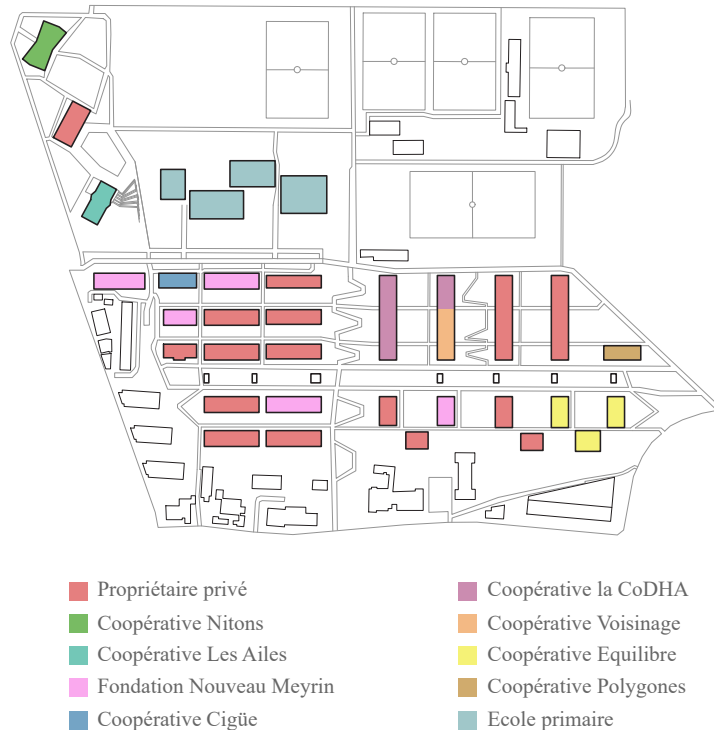 Propriétaire privé
Coopérative Nitons
Coopérative Les Ailes
Fondation Nouveau Meyrin
Coopérative Cigüe
Coopérative la CoDHA
Coopérative Voisinage
Coopérative Equilibre
Coopérative Polygones
Ecole primaire